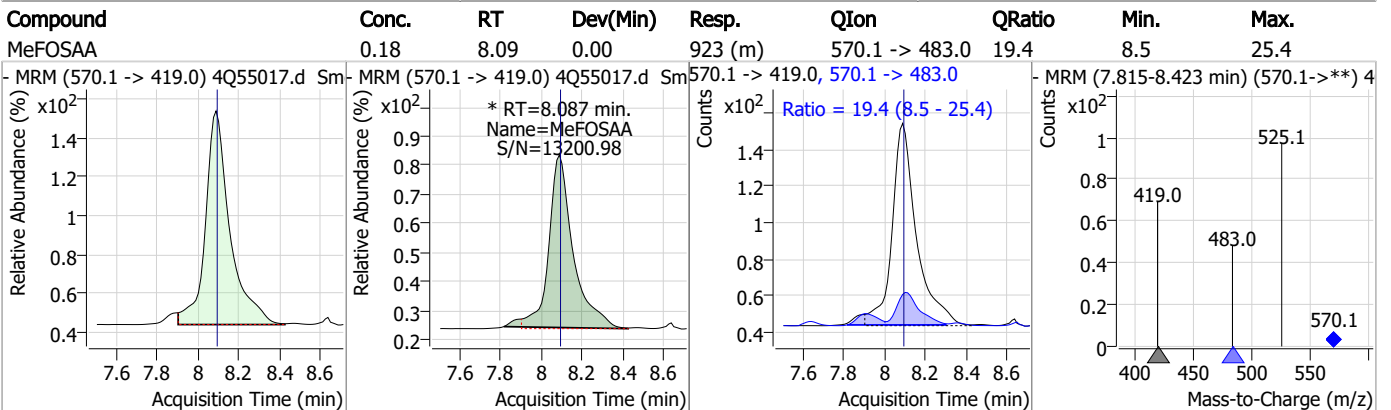 Compound Conc. RT Dev(Min) Resp. QIon QRatio Min. Max.
MeFOSAA 0.18 8.09 0.00 923 (m) 570.1 -> 483.0 19.4 8.5 25.4
- MRM (570.1 -> 419.0) 4Q55017.d Sm
Relative Abundance (%)
x10²
1.4
1.2
1
0.8
0.6
0.4
7.6 7.8 8 8.2 8.4 8.6
Acquisition Time (min)
- MRM (570.1 -> 419.0) 4Q55017.d Sm
Relative Abundance (%)
x10²
* RT=8.087 min.
Name=MeFOSAA
S/N=13200.98
0.9
0.8
0.7
0.6
0.5
0.4
0.3
0.2
7.6 7.8 8 8.2 8.4 8.6
Acquisition Time (min)
570.1 -> 419.0, 570.1 -> 483.0
Counts
x10²
Ratio = 19.4 (8.5 - 25.4)
1.4
1.2
1
0.8
0.6
0.4
7.6 7.8 8 8.2 8.4 8.6
Acquisition Time (min)
- MRM (7.815-8.423 min) (570.1->**) 4
Counts
x10²
1
0.8
0.6
0.4
0.2
0
525.1
419.0
483.0
570.1
400 450 500 550
Mass-to-Charge (m/z)